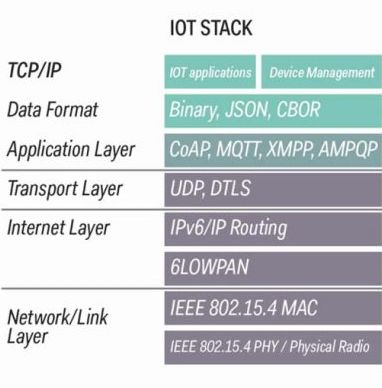 IOT STACK
TCP/IP IOT applications Device Management
Data Format Binary, JSON, CBOR
Application Layer CoAP, MQTT, XMPP, AMPQP
Transport Layer UDP, DTLS
Internet Layer IPv6/IP Routing
6LOWPAN
Network/Link
Layer
IEEE 802.15.4 MAC
IEEE 802.15.4 PHY / Physical Radio